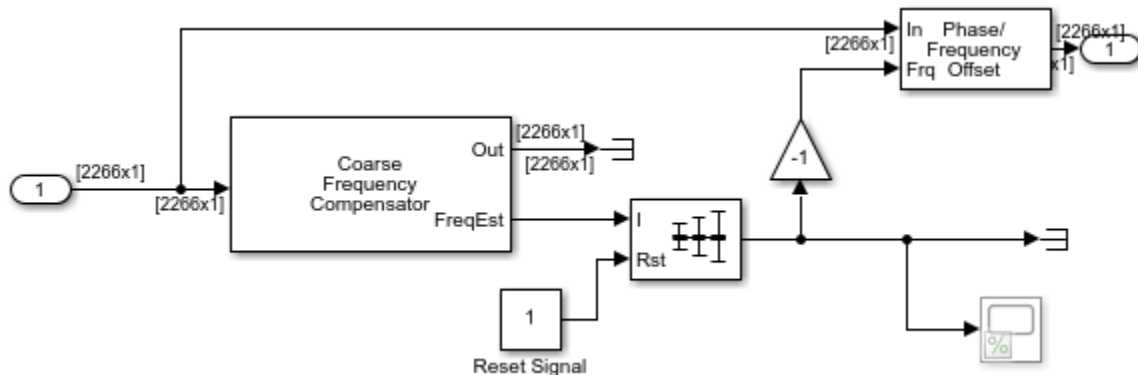 [2266x1]
In Phase/
[2266x1]
Frequency
Frq Offset
1
x1]
[2266x1]
Out
[2266x1]
Coarse
Frequency
Compensator
-1
[2266x1]
1
[2266x1]
FreqEst
I
Rst
1
Reset Signal
%